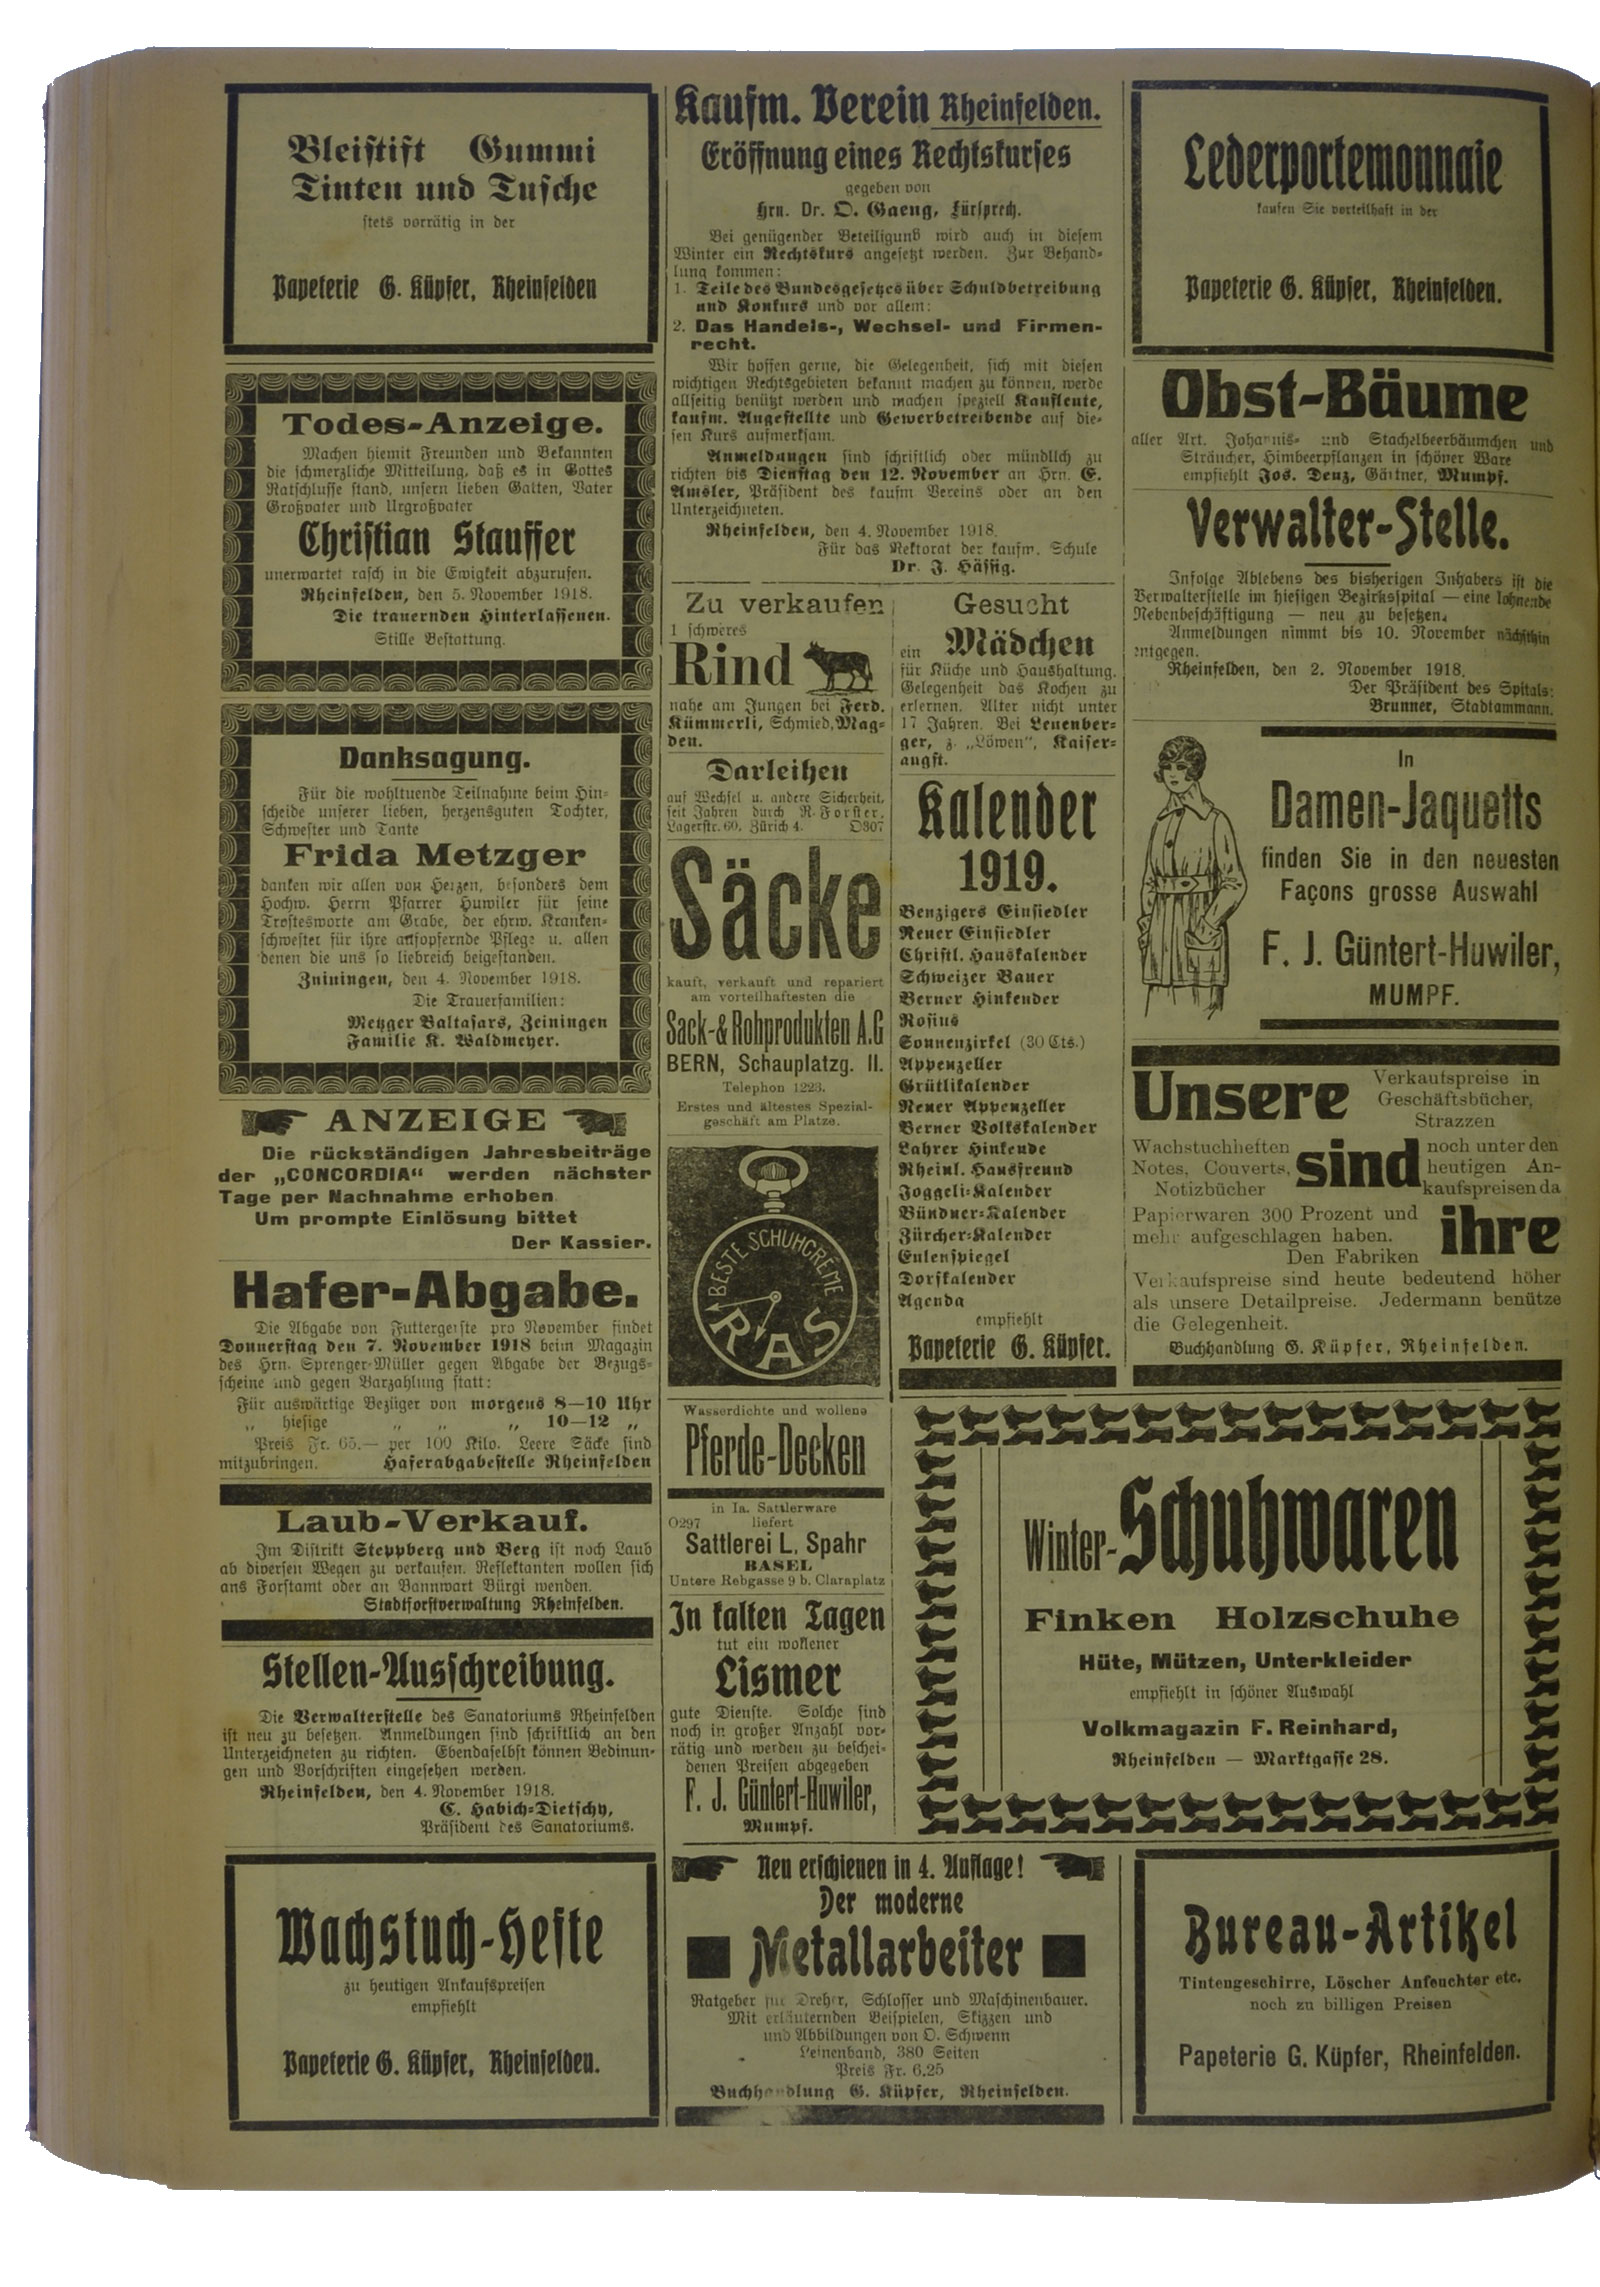 Bleistift Gummi
Tinten und Tusche
stets vorrätig in der
Papeterie G. Küpfer, Rheinfelden
Todes-Anzeige.
Machen hiemit Freunden und Bekannten
die schmerzliche Mitteilung, daß es in Gottes
Ratschlusse stand, unsern lieben Gatten, Vater
Großvater und Urgroßvater
Christian Stauffer
unerwartet rasch in die Ewigkeit abzurufen.
Rheinfelden, den 5. November 1918.
Die trauernden Hinterlassenen.
Stille Bestattung.
Danksagung.
Für die wohltuende Teilnahme beim Hin-
scheide unserer lieben, herzensguten Tochter,
Schwester und Tante
Frida Metzger
danken wir allen von Herzen, besonders dem
Hochw. Herrn Pfarrer Huwiler für seine
Trostesworte am Grabe, der ehrw. Kranken-
schwester für ihre aufopfernde Pflege u. allen
denen die uns so liebreich beigestanden.
Zniningen, den 4. November 1918.
Die Trauerfamilien:
Metzger Baltasars, Zeiningen
Familie K. Waldmeyer.
ANZEIGE
Die rückständigen Jahresbeiträge
der „CONCORDIA“ werden nächster
Tage per Nachnahme erhoben
Um prompte Einlösung bittet
Der Kassier.
Hafer-Abgabe.
Die Abgabe von Futtergerste pro November findet
Donnerstag den 7. November 1918 beim Magazin
des Hrn. Sprenger-Müller gegen Abgabe der Bezugs-
scheine und gegen Barzahlung statt:
Für auswärtige Bezüger von morgens 8—10 Uhr
„ hiesige „ „ „ 10—12 „
Preis Fr. 65.— per 100 Kilo. Leere Säcke sind
mitzubringen. Haferabgabestelle Rheinfelden
Laub-Verkauf.
Im Distrikt Steppberg und Berg ist noch Laub
ab diversen Wegen zu verkaufen. Reflektanten wollen sich
ans Forstamt oder an Bannwart Bürgi wenden.
Stadtforstverwaltung Rheinfelden.
Stellen-Ausschreibung.
Die Verwalterstelle des Sanatoriums Rheinfelden
ist neu zu besetzen. Anmeldungen sind schriftlich an den
Unterzeichneten zu richten. Ebendaselbst können Bedinun-
gen und Vorschriften eingesehen werden.
Rheinfelden, den 4. November 1918.
C. Habich-Dietschy,
Präsident des Sanatoriums.
Wachstuch-Hefte
zu heutigen Ankaufspreisen
empfiehlt
Papeterie G. Küpfer, Rheinfelden.
Kaufm. Verein Rheinfelden.
Eröffnung eines Rechtskurses
gegeben von
Hrn. Dr. O. Gaeng, Fürsprech.
Bei genügender Beteiligung wird auch in diesem
Winter ein Rechtskurs angesetzt werden. Zur Behand-
lung kommen:
1. Teile des Bundesgesetzes über Schuldbetreibung
und Konkurs und vor allem:
2. Das Handels-, Wechsel- und Firmen-
recht.
Wir hoffen gerne, die Gelegenheit, sich mit diesen
wichtigen Rechtsgebieten bekannt machen zu können, werde
allseitig benützt werden und machen speziell Kaufleute,
kaufm. Angestellte und Gewerbetreibende auf die-
sen Kurs aufmerksam.
Anmeldungen sind schriftlich oder mündlich zu
richten bis Dienstag den 12. November an Hrn. E.
Amsler, Präsident des kaufm Vereins oder an den
Unterzeichneten.
Rheinfelden, den 4. November 1918.
Für das Rektorat der kaufm. Schule
Dr. J. Hässig.
Zu verkaufen
1 schweres
Rind
nahe am Jungen bei Ferd.
Kümmerli, Schmied, Mag-
den.
Darleihen
auf Wechsel u. andere Sicherheit,
seit Jahren durch R. Forster,
Lagerstr. 60, Zürich 4. O307
Säcke
kauft, verkauft und repariert
am vorteilhaftesten die
Sack-& Rohprodukten A.G
BERN, Schauplatzg. II.
Telephon 1223.
Erstes und ältestes Spezial-
geschäft am Platze.
BESTE SCHUHCRÈME
RAS
Wasserdichte und wollene
Pferde-Decken
in Ia. Sattlerware
O297 liefert
Sattlerei L. Spahr
BASEL
Untere Rebgasse 9 b. Claraplatz
In kalten Tagen
tut ein wollener
Lismer
gute Dienste. Solche sind
noch in großer Anzahl vor-
rätig und werden zu beschei-
denen Preisen abgegeben
F. J. Güntert-Huwiler,
Mumpf.
Gesucht
ein Mädchen
für Küche und Haushaltung.
Gelegenheit das Kochen zu
erlernen. Alter nicht unter
17 Jahren. Bei Leuenber-
ger, z. „Löwen“, Kaiser-
augst.
Kalender
1919.
Benzigers Einsiedler
Neuer Einsiedler
Christl. Hauskalender
Schweizer Bauer
Berner Hinkender
Rosius
Sonnenzirkel (30 Cts.)
Appenzeller
Grütlikalender
Neuer Appenzeller
Berner Volkskalender
Lahrer Hinkende
Rheinl. Hausfreund
Joggeli-Kalender
Bündner-Kalender
Zürcher-Kalender
Eulenspiegel
Dorfkalender
Agenda
empfiehlt
Papeterie G. Küpfer.
Neu erschienen in 4. Auflage!
Der moderne
Metallarbeiter
Ratgeber für Dreher, Schlosser und Maschinenbauer.
Mit erläuternden Beispielen, Skizzen und
und Abbildungen von O. Schwenn
Leinenband, 380 Seiten
Preis Fr. 6.25
Buchhandlung G. Küpfer, Rheinfelden.
Lederportemonnaie
kaufen Sie vorteilhaft in der
Papeterie G. Küpfer, Rheinfelden.
Obst-Bäume
aller Art. Johannis- und Stachelbeerbäumchen und
Sträucher, Himbeerpflanzen in schöner Ware
empfiehlt Jos. Denz, Gärtner, Mumpf.
Verwalter-Stelle.
Infolge Ablebens des bisherigen Inhabers ist die
Verwalterstelle im hiesigen Bezirksspital — eine lohnende
Nebenbeschäftigung — neu zu besetzen.
Anmeldungen nimmt bis 10. November nächsthin
entgegen.
Rheinfelden, den 2. November 1918.
Der Präsident des Spitals:
Brunner, Stadtammann.
In
Damen-Jaquetts
finden Sie in den neuesten
Façons grosse Auswahl
F. J. Güntert-Huwiler,
MUMPF.
Unsere Verkaufspreise in
Geschäftsbücher,
Strazzen
Wachstuchheften
Notes, Couverts,
Notizbücher
sind noch unter den
heutigen An-
kaufspreisen da
Papierwaren 300 Prozent und
mehr aufgeschlagen haben.
Den Fabriken ihre
Verkaufspreise sind heute bedeutend höher
als unsere Detailpreise. Jedermann benütze
die Gelegenheit.
Buchhandlung G. Küpfer, Rheinfelden.
Winter-Schuhwaren
Finken Holzschuhe
Hüte, Mützen, Unterkleider
empfiehlt in schöner Auswahl
Volkmagazin F. Reinhard,
Rheinfelden — Marktgasse 28.
Bureau-Artikel
Tintengeschirre, Löscher Anfeuchter etc.
noch zu billigen Preisen
Papeterie G. Küpfer, Rheinfelden.